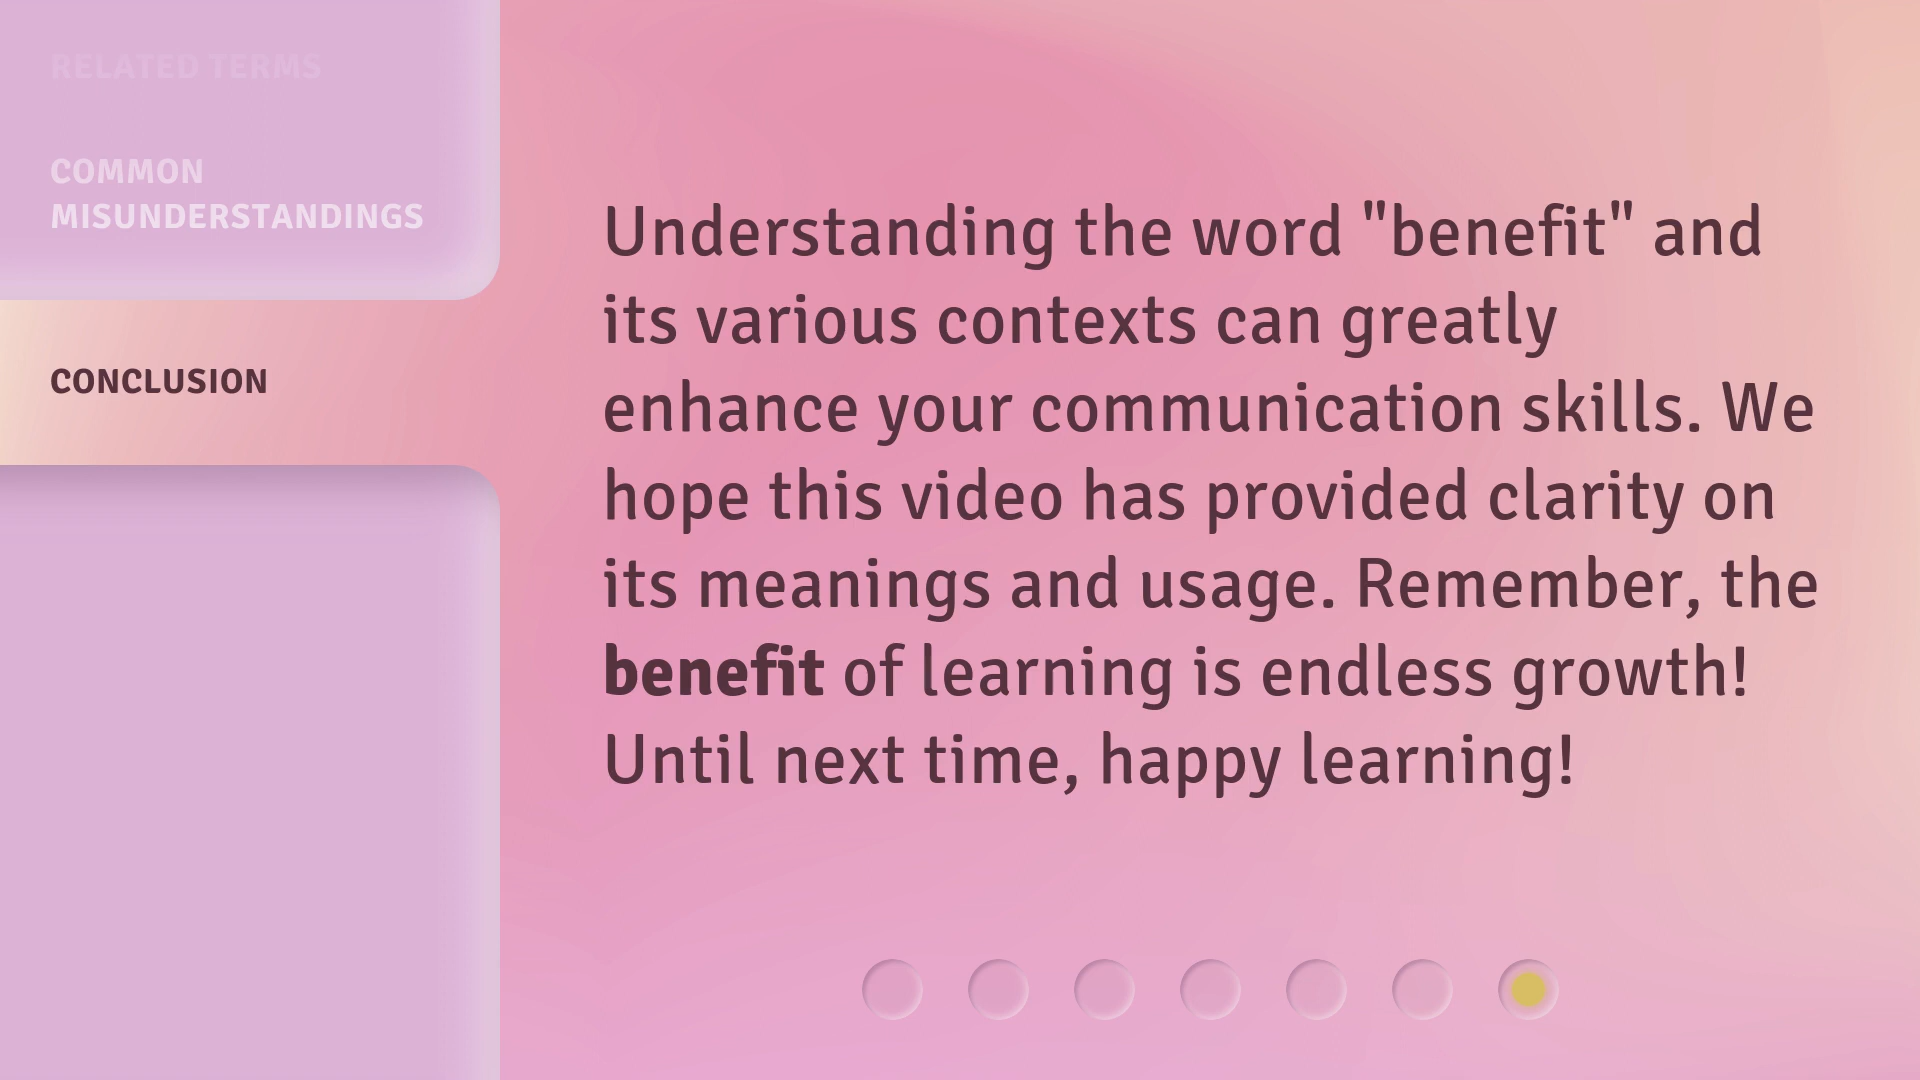 RELATED TERMS
COMMON
MISUNDERSTANDINGS
CONCLUSION
Understanding the word "benefit" and
its various contexts can greatly
enhance your communication skills. We
hope this video has provided clarity on
its meanings and usage. Remember, the
benefit of learning is endless growth!
Until next time, happy learning!